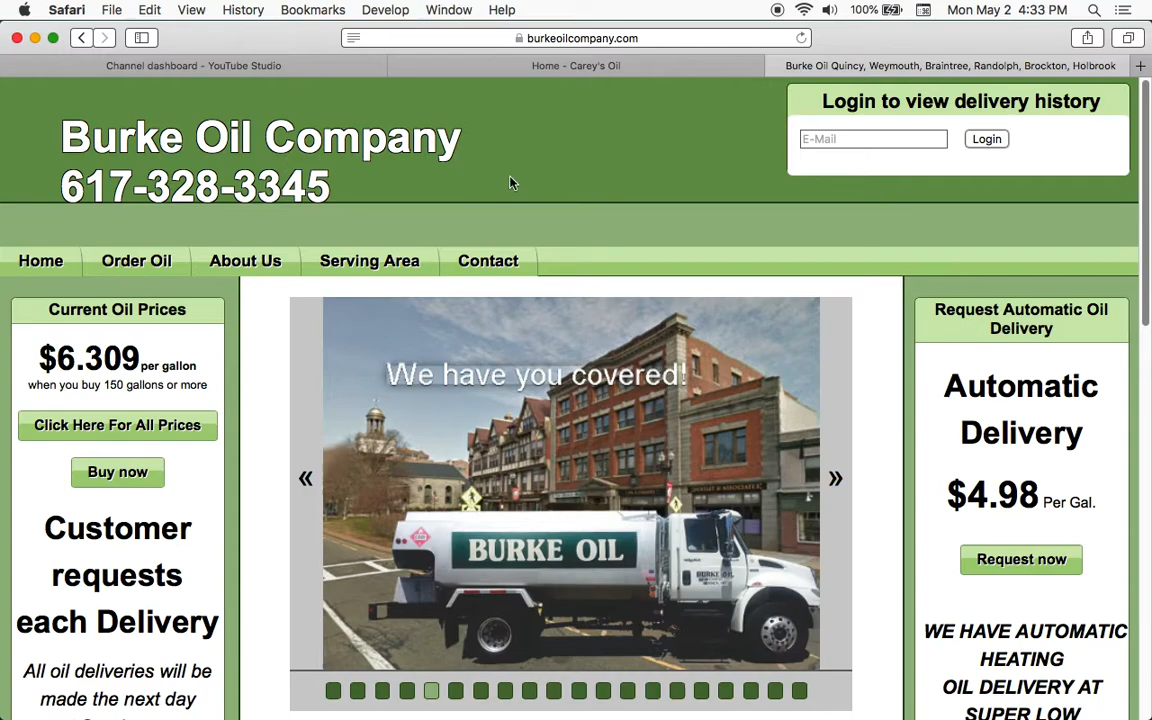 Safari File Edit View History Bookmarks Develop Window Help 100% Mon May 2 4:33 PM
burkeoilcompany.com
Channel dashboard - YouTube Studio
Home - Carey's Oil
Burke Oil Quincy, Weymouth, Braintree, Randolph, Brockton, Holbrook
Burke Oil Company
617-328-3345
Login to view delivery history
E-Mail
Login
Home
Order Oil
About Us
Serving Area
Contact
Current Oil Prices
$6.309 per gallon
when you buy 150 gallons or more
Click Here For All Prices
Buy now
Customer
requests
each Delivery
All oil deliveries will be
made the next day
We have you covered!
«
»
BURKE OIL
Request Automatic Oil
Delivery
Automatic
Delivery
$4.98 Per Gal.
Request now
WE HAVE AUTOMATIC
HEATING
OIL DELIVERY AT
SUPER LOW